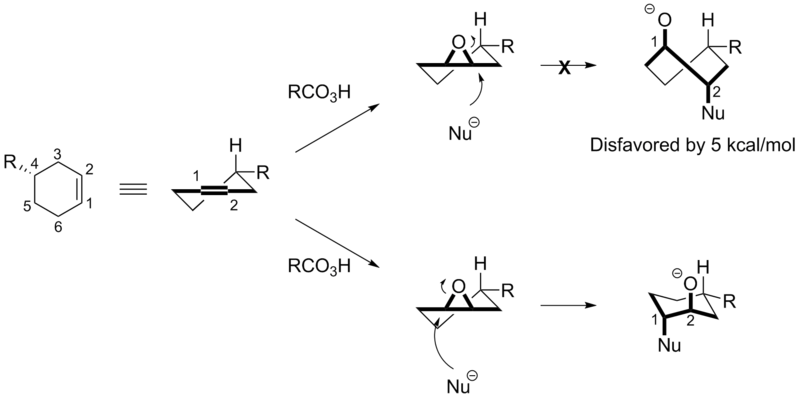 H
O
R
RCO₃H
Nu⊖
X
⊖
O
H
1
R
2
Nu
Disfavored by 5 kcal/mol
R
4
3
2
1
5
6
H
R
1
2
RCO₃H
H
O
R
Nu⊖
⊖
H
O
R
1
2
Nu